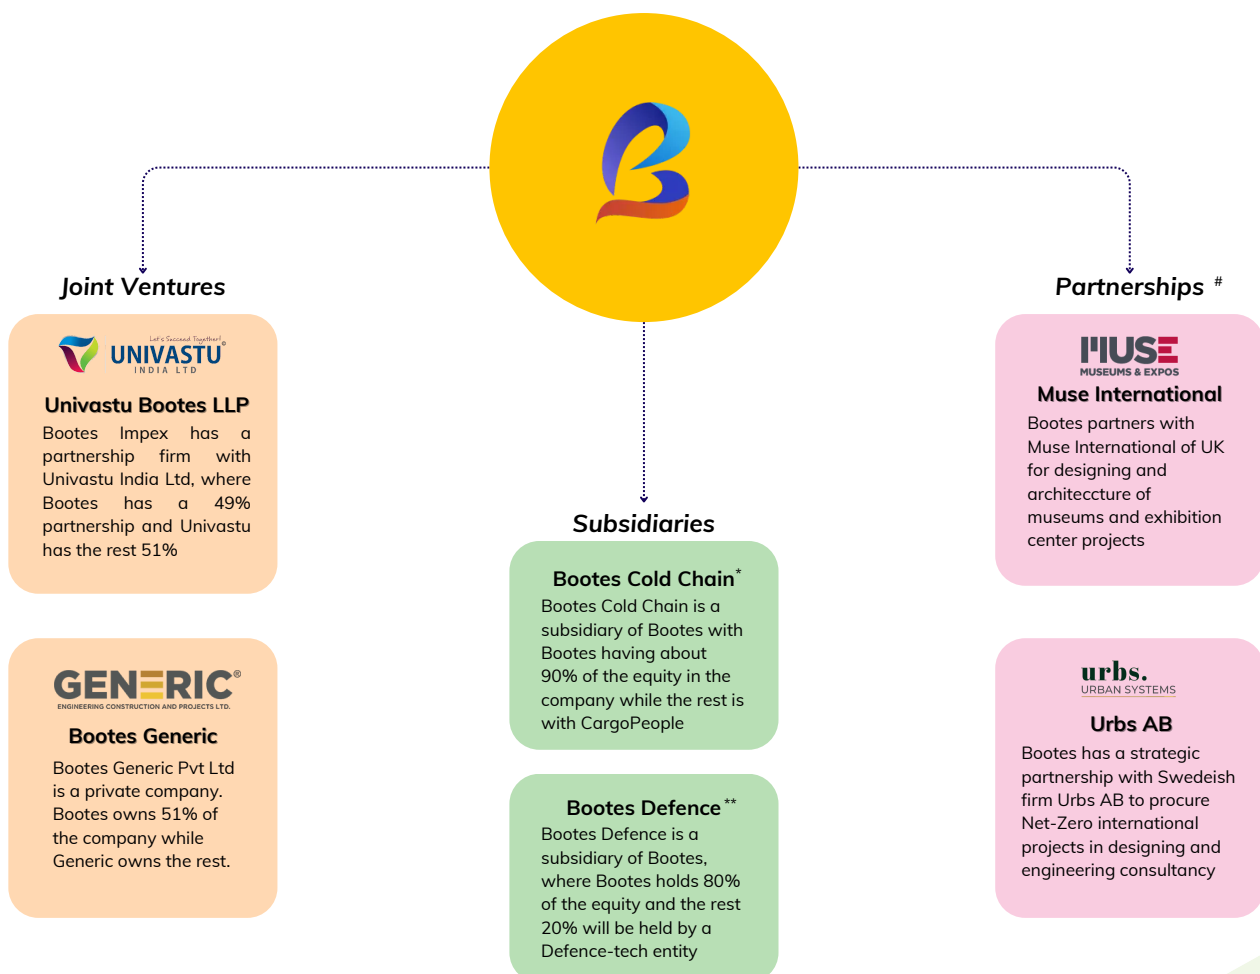 Joint Ventures
Let's Succeed Together!
UNIVASTU®
INDIA LTD
Univastu Bootes LLP
Bootes Impex has a
partnership firm with
Univastu India Ltd, where
Bootes has a 49%
partnership and Univastu
has the rest 51%
GENERIC®
ENGINEERING CONSTRUCTION AND PROJECTS LTD.
Bootes Generic
Bootes Generic Pvt Ltd
is a private company.
Bootes owns 51% of
the company while
Generic owns the rest.
Subsidiaries
Bootes Cold Chain*
Bootes Cold Chain is a
subsidiary of Bootes with
Bootes having about
90% of the equity in the
company while the rest is
with CargoPeople
Bootes Defence**
Bootes Defence is a
subsidiary of Bootes,
where Bootes holds 80%
of the equity and the rest
20% will be held by a
Defence-tech entity
Partnerships #
MUSE
MUSEUMS & EXPOS
Muse International
Bootes partners with
Muse International of UK
for designing and
architeccture of
museums and exhibition
center projects
urbs.
URBAN SYSTEMS
Urbs AB
Bootes has a strategic
partnership with Swedeish
firm Urbs AB to procure
Net-Zero international
projects in designing and
engineering consultancy